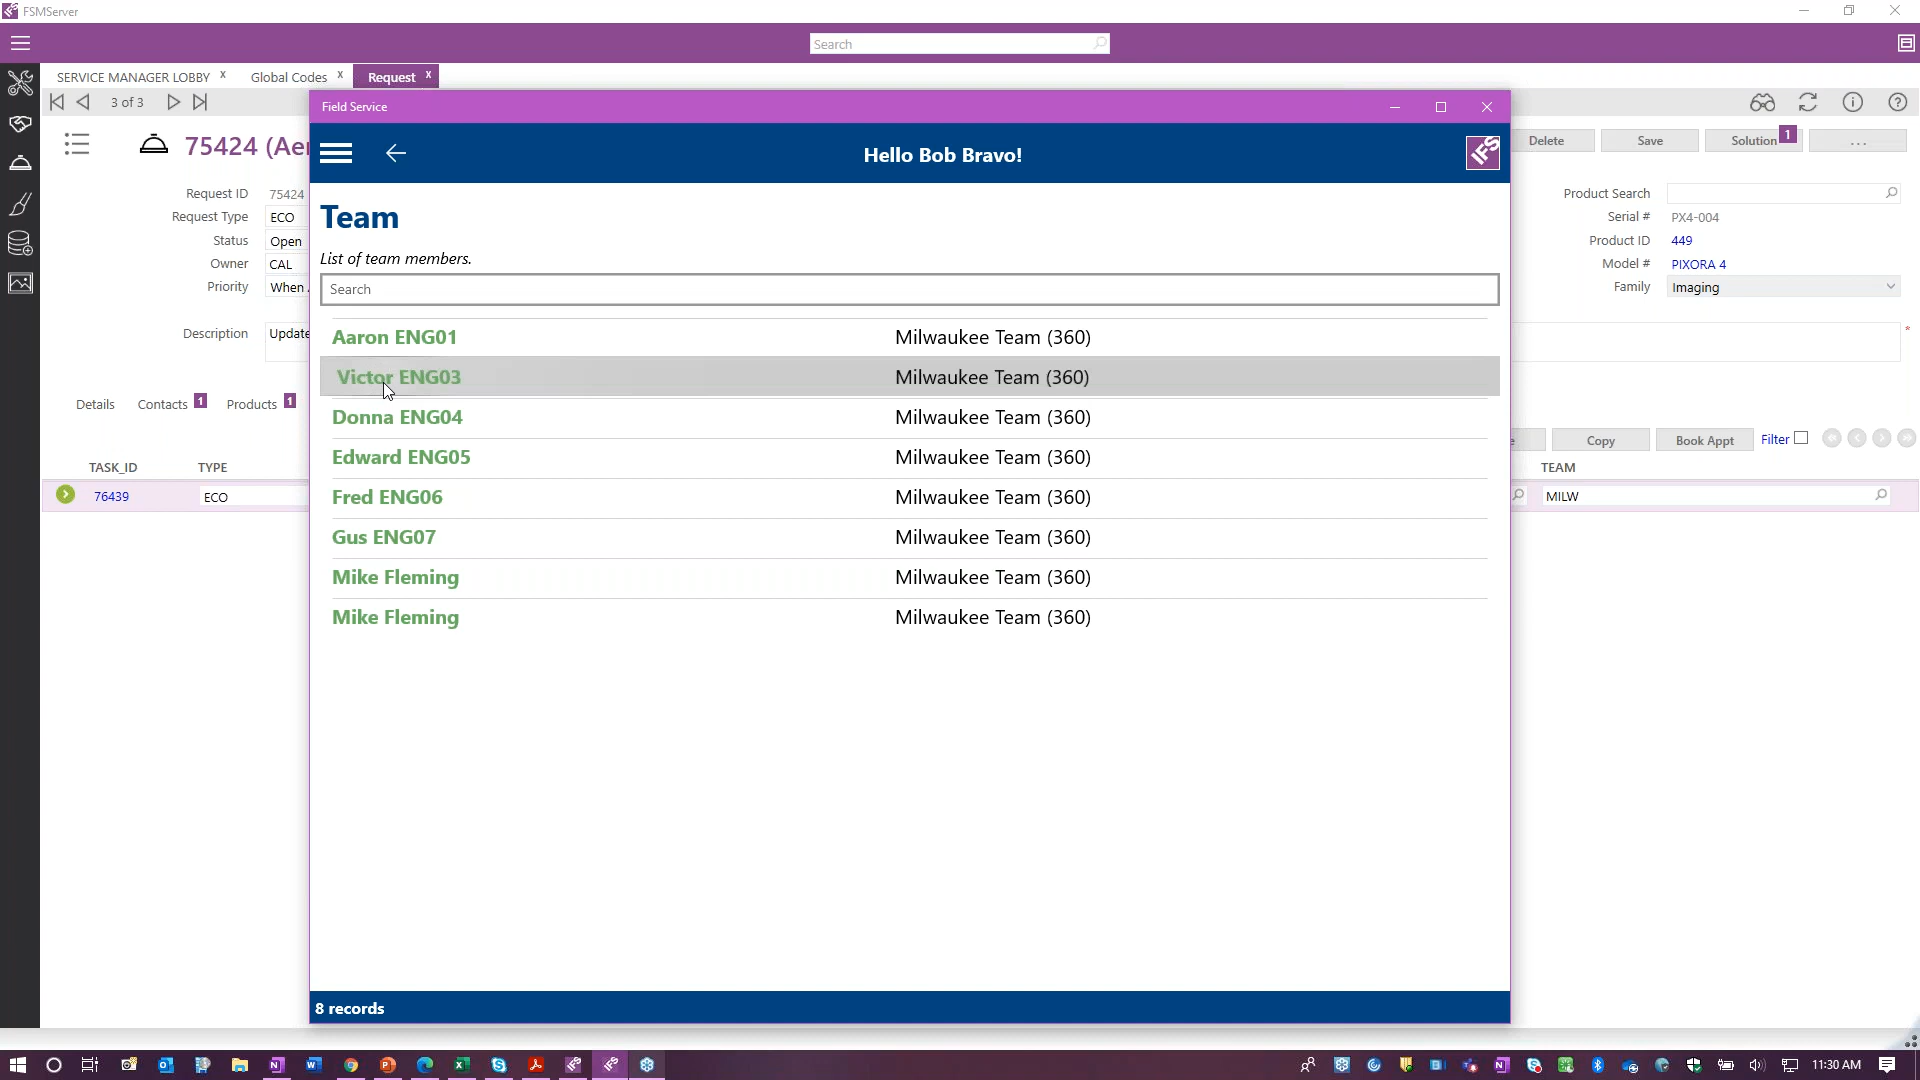 FSMServer
Search
SERVICE MANAGER LOBBY x Global Codes x Request x
3 of 3
Field Service
75424 (Aer
Hello Bob Bravo!
IFS
Delete Save Solution 1 ...
Request ID 75424
Request Type ECO
Status Open
Owner CAL
Priority When
Description Update
Product Search
Serial # PX4-004
Product ID 449
Model # PIXORA 4
Family Imaging
*
Team
List of team members.
Search
Aaron ENG01 Milwaukee Team (360)
Victor ENG03 Milwaukee Team (360)
Donna ENG04 Milwaukee Team (360)
Edward ENG05 Milwaukee Team (360)
Fred ENG06 Milwaukee Team (360)
Gus ENG07 Milwaukee Team (360)
Mike Fleming Milwaukee Team (360)
Mike Fleming Milwaukee Team (360)
Details Contacts 1 Products 1
e Copy Book Appt Filter
TASK_ID TYPE TEAM
76439 ECO MILW
8 records
11:30 AM